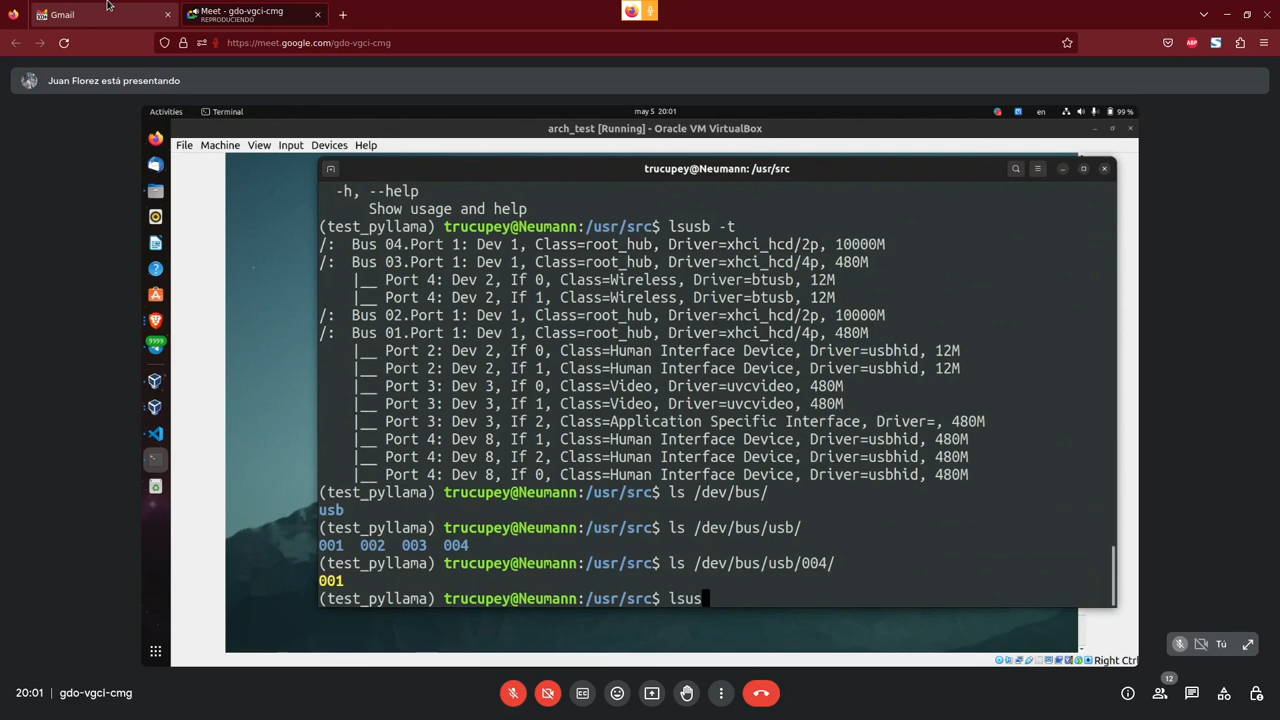 Gmail
Meet - gdo-vgci-cmg
REPRODUCIENDO
https://meet.google.com/gdo-vgci-cmg
ABP
S
Juan Florez está presentando
Activities
Terminal
may 5 20:01
en
99 %
arch_test [Running] - Oracle VM VirtualBox
File Machine View Input Devices Help
trucupey@Neumann: /usr/src
-h, --help
Show usage and help
(test_pyllama) trucupey@Neumann:/usr/src$ lsusb -t
/:  Bus 04.Port 1: Dev 1, Class=root_hub, Driver=xhci_hcd/2p, 10000M
/:  Bus 03.Port 1: Dev 1, Class=root_hub, Driver=xhci_hcd/4p, 480M
|__ Port 4: Dev 2, If 0, Class=Wireless, Driver=btusb, 12M
|__ Port 4: Dev 2, If 1, Class=Wireless, Driver=btusb, 12M
/:  Bus 02.Port 1: Dev 1, Class=root_hub, Driver=xhci_hcd/2p, 10000M
/:  Bus 01.Port 1: Dev 1, Class=root_hub, Driver=xhci_hcd/4p, 480M
|__ Port 2: Dev 2, If 0, Class=Human Interface Device, Driver=usbhid, 12M
|__ Port 2: Dev 2, If 1, Class=Human Interface Device, Driver=usbhid, 12M
|__ Port 3: Dev 3, If 0, Class=Video, Driver=uvcvideo, 480M
|__ Port 3: Dev 3, If 1, Class=Video, Driver=uvcvideo, 480M
|__ Port 3: Dev 3, If 2, Class=Application Specific Interface, Driver=, 480M
|__ Port 4: Dev 8, If 1, Class=Human Interface Device, Driver=usbhid, 480M
|__ Port 4: Dev 8, If 2, Class=Human Interface Device, Driver=usbhid, 480M
|__ Port 4: Dev 8, If 0, Class=Human Interface Device, Driver=usbhid, 480M
(test_pyllama) trucupey@Neumann:/usr/src$ ls /dev/bus/
usb
(test_pyllama) trucupey@Neumann:/usr/src$ ls /dev/bus/usb/
001  002  003  004
(test_pyllama) trucupey@Neumann:/usr/src$ ls /dev/bus/usb/004/
001
(test_pyllama) trucupey@Neumann:/usr/src$ lsus
9999
Tú
Right Ctrl
20:01
gdo-vgci-cmg
12